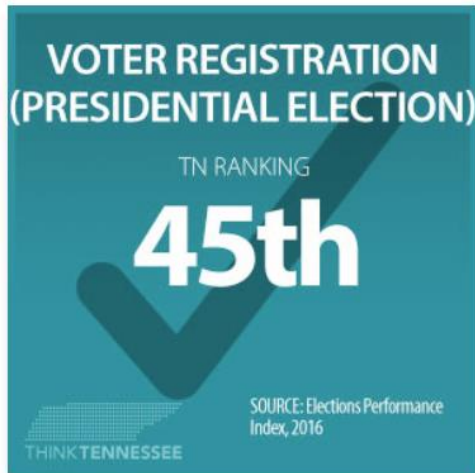 VOTER REGISTRATION
(PRESIDENTIAL ELECTION)
TN RANKING
45th
SOURCE: Elections Performance
Index, 2016
THINKTENNESSEE